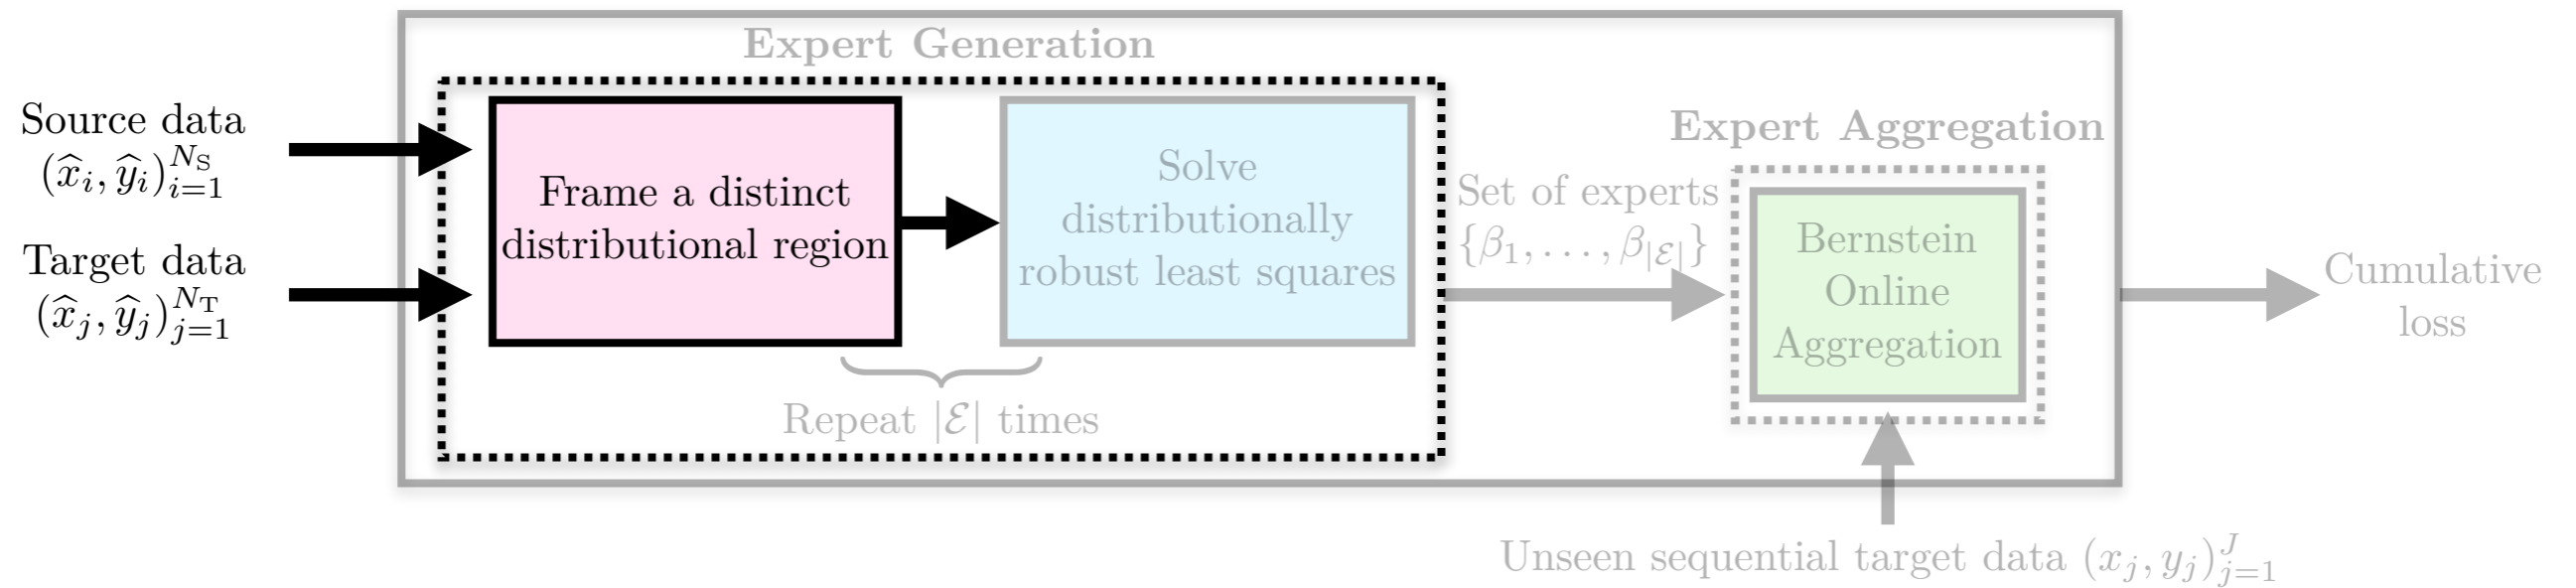 Expert Generation
Source data
$(\widehat{x}_i, \widehat{y}_i)_{i=1}^{N_{\mathrm{S}}}$
Target data
$(\widehat{x}_j, \widehat{y}_j)_{j=1}^{N_{\mathrm{T}}}$
Frame a distinct
distributional region
Solve
distributionally
robust least squares
Repeat $|\mathcal{E}|$ times
Set of experts
$\{\beta_1, \ldots, \beta_{|\mathcal{E}|}\}$
Expert Aggregation
Bernstein
Online
Aggregation
Cumulative
loss
Unseen sequential target data $(x_j, y_j)_{j=1}^{J}$